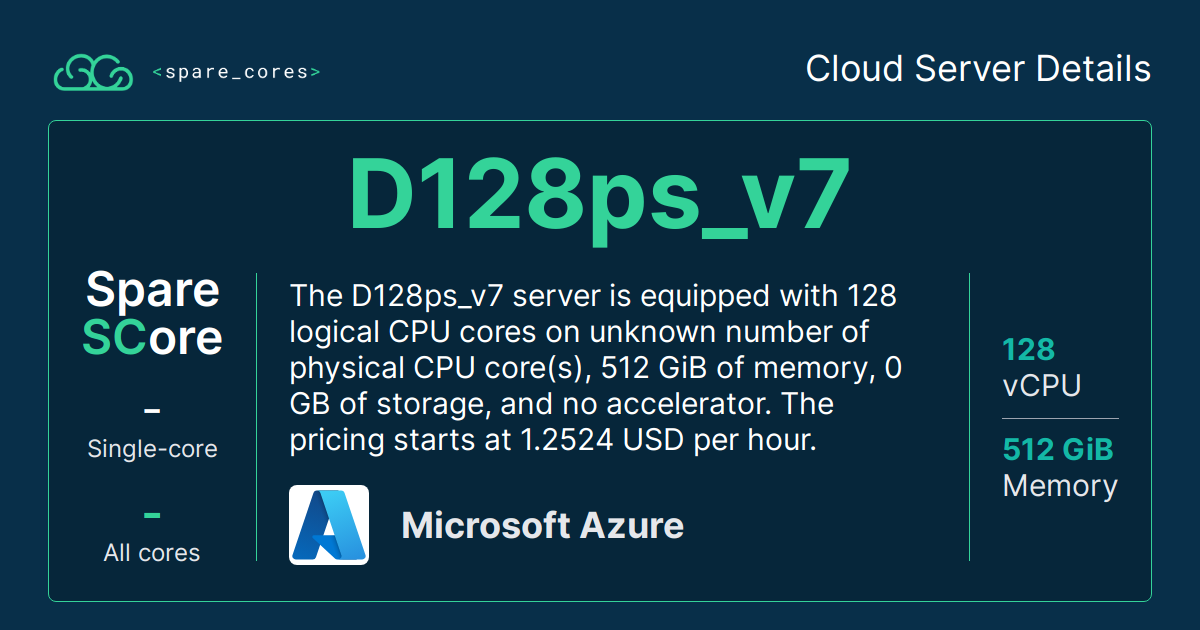 <spare_cores>
Cloud Server Details
D128ps_v7
Spare
SCore
-
Single-core
-
All cores
The D128ps_v7 server is equipped with 128
logical CPU cores on unknown number of
physical CPU core(s), 512 GiB of memory, 0
GB of storage, and no accelerator. The
pricing starts at 1.2524 USD per hour.
Microsoft Azure
128
vCPU
512 GiB
Memory